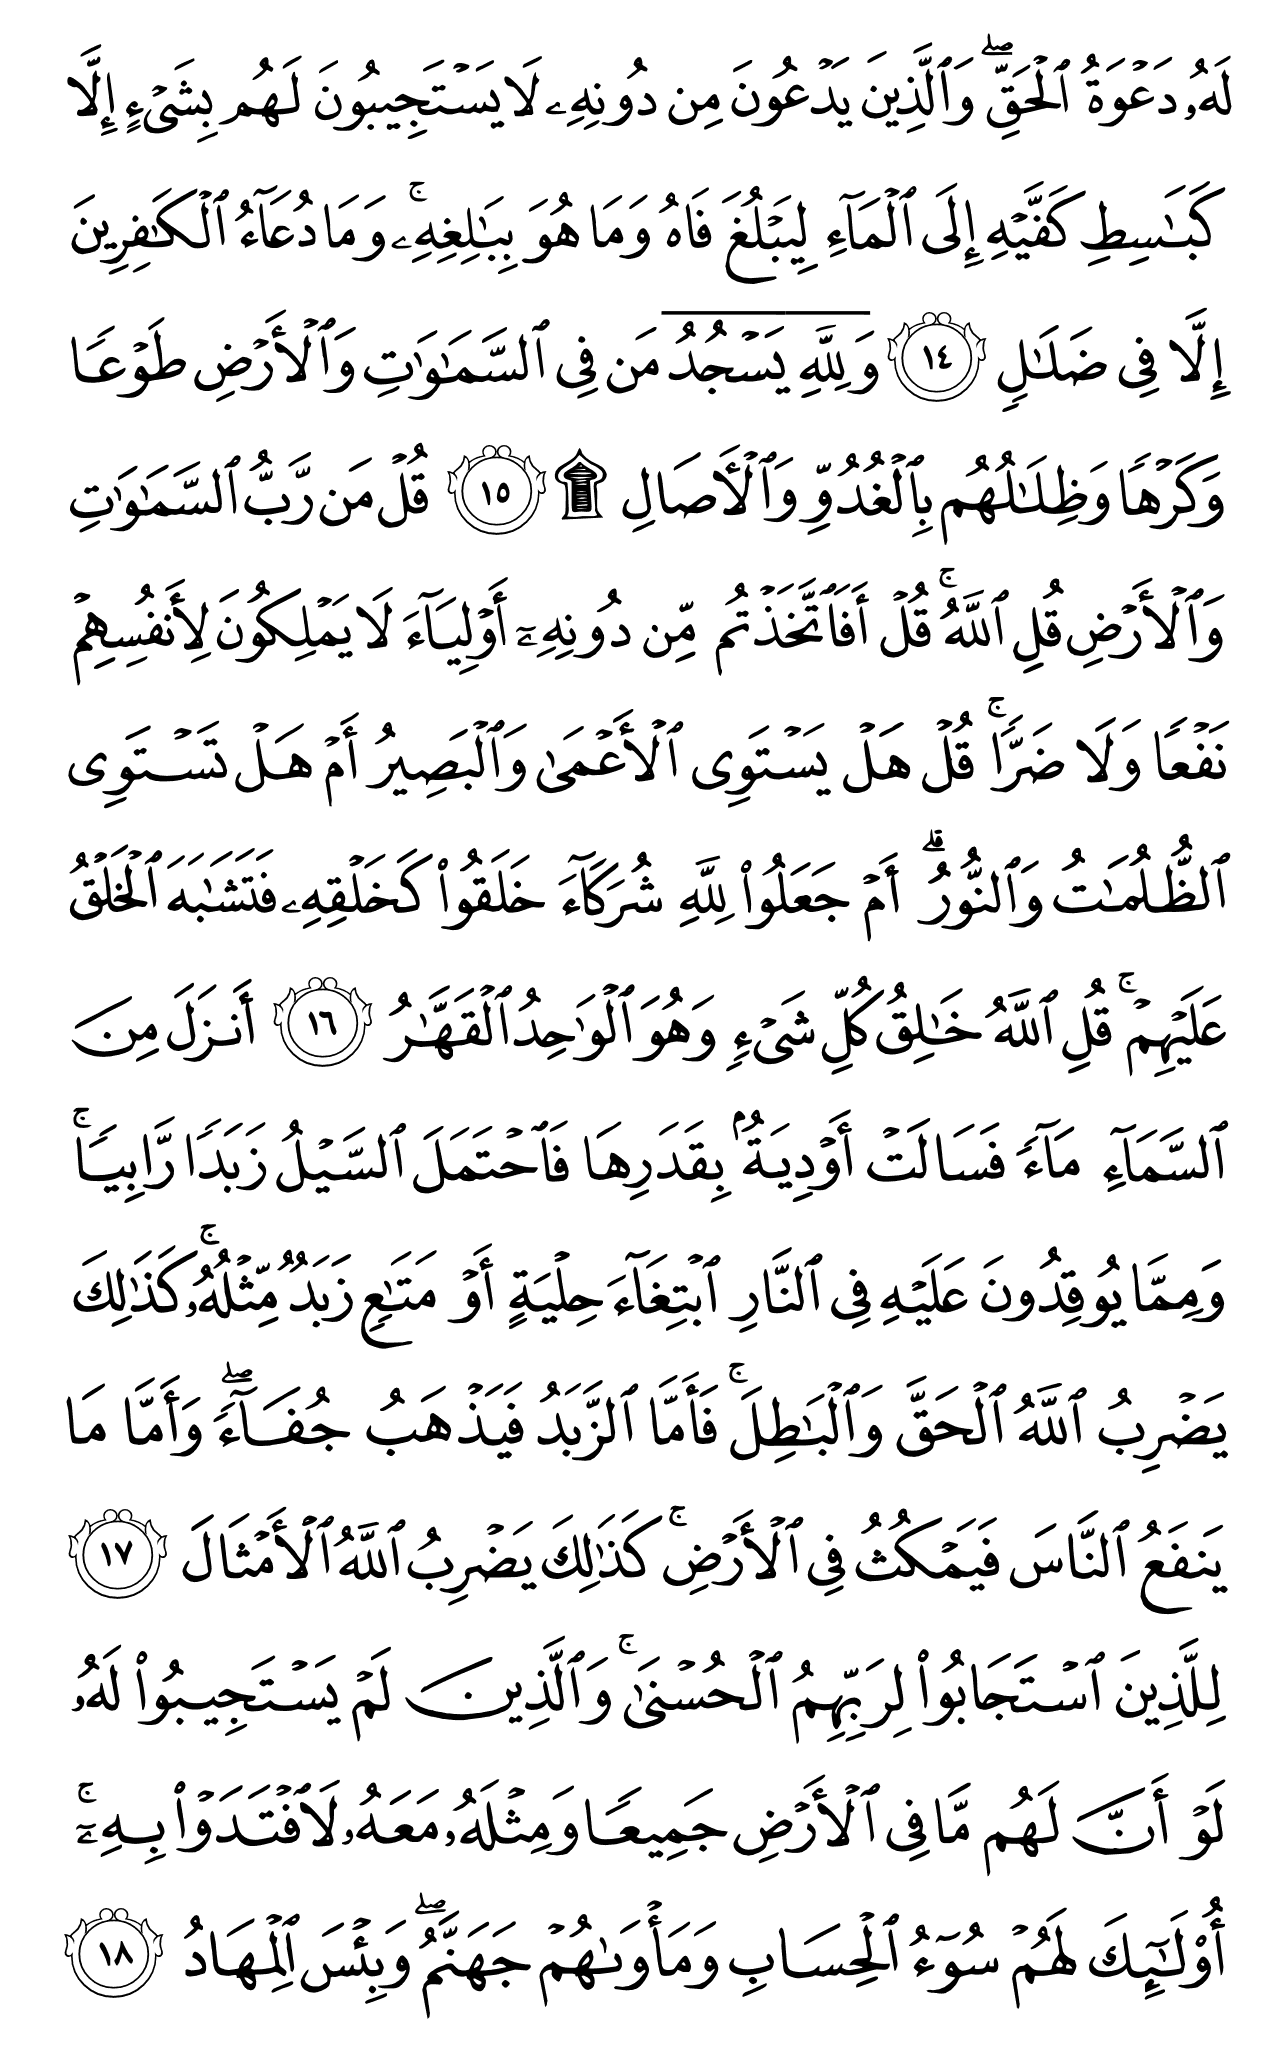 لَهُۥ دَعْوَةُ ٱلْحَقِّ ۖ وَٱلَّذِينَ يَدْعُونَ مِن دُونِهِۦ لَا يَسْتَجِيبُونَ لَهُم بِشَىْءٍ إِلَّا
كَبَـٰسِطِ كَفَّيْهِ إِلَى ٱلْمَآءِ لِيَبْلُغَ فَاهُ وَمَا هُوَ بِبَـٰلِغِهِۦ ۚ وَمَا دُعَآءُ ٱلْكَـٰفِرِينَ
إِلَّا فِى ضَلَـٰلٍ ١٤ وَلِلَّهِ يَسْجُدُ مَن فِى ٱلسَّمَـٰوَٰتِ وَٱلْأَرْضِ طَوْعًا
وَكَرْهًا وَظِلَـٰلُهُم بِٱلْغُدُوِّ وَٱلْـَٔاصَالِ ۩ ١٥ قُلْ مَن رَّبُّ ٱلسَّمَـٰوَٰتِ
وَٱلْأَرْضِ قُلِ ٱللَّهُ ۚ قُلْ أَفَٱتَّخَذْتُم مِّن دُونِهِۦٓ أَوْلِيَآءَ لَا يَمْلِكُونَ لِأَنفُسِهِمْ
نَفْعًا وَلَا ضَرًّا ۚ قُلْ هَلْ يَسْتَوِى ٱلْأَعْمَىٰ وَٱلْبَصِيرُ أَمْ هَلْ تَسْتَوِى
ٱلظُّلُمَـٰتُ وَٱلنُّورُ ۗ أَمْ جَعَلُوا۟ لِلَّهِ شُرَكَآءَ خَلَقُوا۟ كَخَلْقِهِۦ فَتَشَـٰبَهَ ٱلْخَلْقُ
عَلَيْهِمْ ۚ قُلِ ٱللَّهُ خَـٰلِقُ كُلِّ شَىْءٍ وَهُوَ ٱلْوَٰحِدُ ٱلْقَهَّـٰرُ ١٦ أَنزَلَ مِنَ
ٱلسَّمَآءِ مَآءً فَسَالَتْ أَوْدِيَةٌۢ بِقَدَرِهَا فَٱحْتَمَلَ ٱلسَّيْلُ زَبَدًا رَّابِيًا ۚ
وَمِمَّا يُوقِدُونَ عَلَيْهِ فِى ٱلنَّارِ ٱبْتِغَآءَ حِلْيَةٍ أَوْ مَتَـٰعٍ زَبَدٌ مِّثْلُهُۥ ۚ كَذَٰلِكَ
يَضْرِبُ ٱللَّهُ ٱلْحَقَّ وَٱلْبَـٰطِلَ ۚ فَأَمَّا ٱلزَّبَدُ فَيَذْهَبُ جُفَآءً ۖ وَأَمَّا مَا
يَنفَعُ ٱلنَّاسَ فَيَمْكُثُ فِى ٱلْأَرْضِ ۚ كَذَٰلِكَ يَضْرِبُ ٱللَّهُ ٱلْأَمْثَالَ ١٧
لِلَّذِينَ ٱسْتَجَابُوا۟ لِرَبِّهِمُ ٱلْحُسْنَىٰ ۚ وَٱلَّذِينَ لَمْ يَسْتَجِيبُوا۟ لَهُۥ
لَوْ أَنَّ لَهُم مَّا فِى ٱلْأَرْضِ جَمِيعًا وَمِثْلَهُۥ مَعَهُۥ لَٱفْتَدَوْا۟ بِهِۦٓ ۚ
أُو۟لَـٰٓئِكَ لَهُمْ سُوٓءُ ٱلْحِسَابِ وَمَأْوَىٰهُمْ جَهَنَّمُ ۖ وَبِئْسَ ٱلْمِهَادُ ١٨